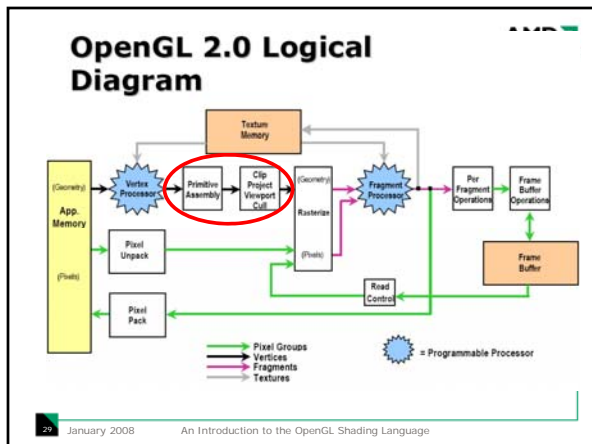 OpenGL 2.0 Logical
Diagram
AMD
Texture
Memory
(Geometry)
App.
Memory
(Pixels)
Vertex
Processor
Primitive
Assembly
Clip
Project
Viewport
Cull
(Geometry)
Rasterize
(Pixels)
Fragment
Processor
Per
Fragment
Operations
Frame
Buffer
Operations
Pixel
Unpack
Pixel
Pack
Read
Control
Frame
Buffer
Pixel Groups
Vertices
Fragments
Textures
= Programmable Processor
29 January 2008 An Introduction to the OpenGL Shading Language